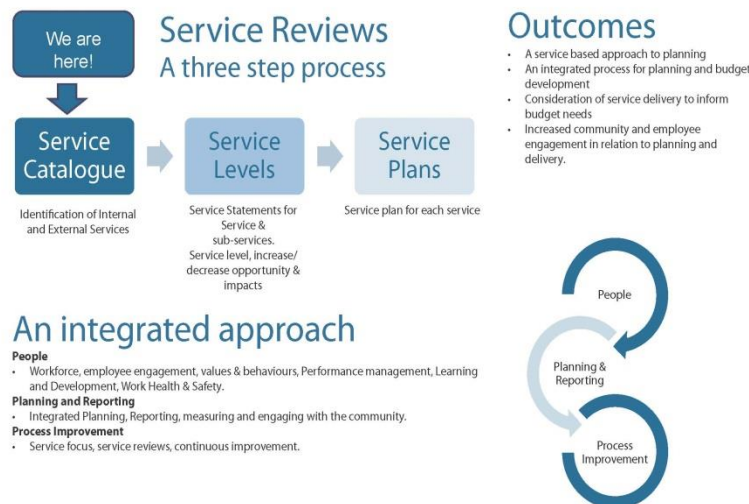 We are
here!
Service Reviews
A three step process
Service
Catalogue
Service
Levels
Service
Plans
Identification of Internal
and External Services
Service Statements for
Service &
sub-services.
Service level, increase/
decrease opportunity &
impacts
Service plan for each service
Outcomes
• A service based approach to planning
• An integrated process for planning and budget
development
• Consideration of service delivery to inform
budget needs
• Increased community and employee
engagement in relation to planning and
delivery.
An integrated approach
People
• Workforce, employee engagement, values & behaviours, Performance management, Learning
and Development, Work Health & Safety.
Planning and Reporting
• Integrated Planning, Reporting, measuring and engaging with the community.
Process Improvement
• Service focus, service reviews, continuous improvement.
People
Planning &
Reporting
Process
Improvement